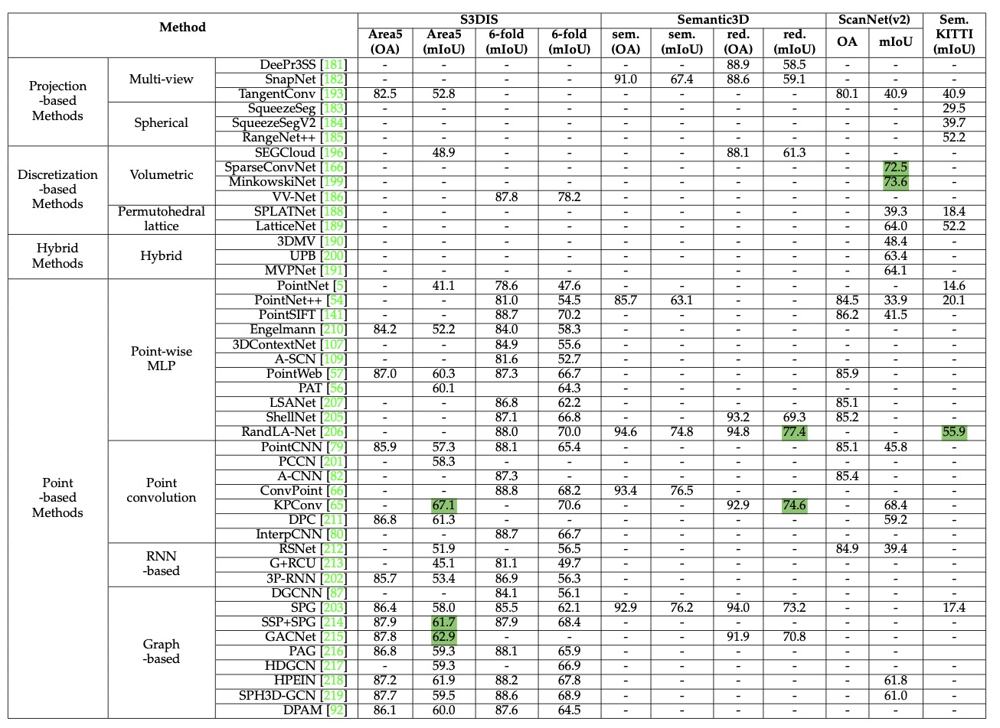 Method S3DIS Semantic3D ScanNet(v2) Sem. KITTI (mIoU)
Area5 (OA) Area5 (mIoU) 6-fold (mIoU) 6-fold (mIoU) sem. (OA) sem. (mIoU) red. (OA) red. (mIoU) OA mIoU
Projection -based Methods Multi-view DeePr3SS [181] - - - - - - 88.9 58.5 - - -
SnapNet [182] - - - - 91.0 67.4 88.6 59.1 - - -
TangentConv [193] 82.5 52.8 - - - - - - 80.1 40.9 40.9
Spherical SqueezeSeg [183] - - - - - - - - - - 29.5
SqueezeSegV2 [184] - - - - - - - - - - 39.7
RangeNet++ [185] - - - - - - - - - - 52.2
Discretization -based Methods Volumetric SEGCloud [196] - 48.9 - - - - 88.1 61.3 - - -
SparseConvNet [166] - - - - - - - - - 72.5 -
MinkowskiNet [199] - - - - - - - - - 73.6 -
VV-Net [186] - - 87.8 78.2 - - - - - - -
Permutohedral lattice SPLATNet [188] - - - - - - - - - 39.3 18.4
LatticeNet [189] - - - - - - - - - 64.0 52.2
Hybrid Methods Hybrid 3DMV [190] - - - - - - - - - 48.4 -
UPB [200] - - - - - - - - - 63.4 -
MVPNet [191] - - - - - - - - - 64.1 -
Point -based Methods Point-wise MLP PointNet [5] - 41.1 78.6 47.6 - - - - - - 14.6
PointNet++ [54] - - 81.0 54.5 85.7 63.1 - - 84.5 33.9 20.1
PointSIFT [141] - - 88.7 70.2 - - - - 86.2 41.5 -
Engelmann [210] 84.2 52.2 84.0 58.3 - - - - - - -
3DContextNet [107] - - 84.9 55.6 - - - - - - -
A-SCN [109] - - 81.6 52.7 - - - - - - -
PointWeb [57] 87.0 60.3 87.3 66.7 - - - - 85.9 - -
PAT [56] 60.1 64.3 - - - - - - -
LSANet [207] - - 86.8 62.2 - - - - 85.1 - -
ShellNet [205] - - 87.1 66.8 - - 93.2 69.3 85.2 - -
RandLA-Net [206] - - 88.0 70.0 94.6 74.8 94.8 77.4 - - 55.9
Point convolution PointCNN [79] 85.9 57.3 88.1 65.4 - - - - 85.1 45.8 -
PCCN [201] - 58.3 - - - - - - - - -
A-CNN [82] - - 87.3 - - - - - 85.4 - -
ConvPoint [66] - - 88.8 68.2 93.4 76.5 - - - - -
KPConv [65] - 67.1 - 70.6 - - 92.9 74.6 - 68.4 -
DPC [211] 86.8 61.3 - - - - - - - 59.2 -
InterpCNN [80] - - 88.7 66.7 - - - - - - -
RNN -based RSNet [212] - 51.9 - 56.5 - - - - 84.9 39.4 -
G+RCU [213] - 45.1 81.1 49.7 - - - - - - -
3P-RNN [202] 85.7 53.4 86.9 56.3 - - - - - - -
Graph -based DGCNN [87] - - 84.1 56.1 - - - - - - -
SPG [203] 86.4 58.0 85.5 62.1 92.9 76.2 94.0 73.2 - - 17.4
SSP+SPG [214] 87.9 61.7 87.9 68.4 - - - - - - -
GACNet [215] 87.8 62.9 - - - - 91.9 70.8 - - -
PAG [216] 86.8 59.3 88.1 65.9 - - - - - -
HDGCN [217] - 59.3 - 66.9 - - - - - - -
HPEIN [218] 87.2 61.9 88.2 67.8 - - - - - 61.8 -
SPH3D-GCN [219] 87.7 59.5 88.6 68.9 - - - - - 61.0 -
DPAM [92] 86.1 60.0 87.6 64.5 - - - - - - -